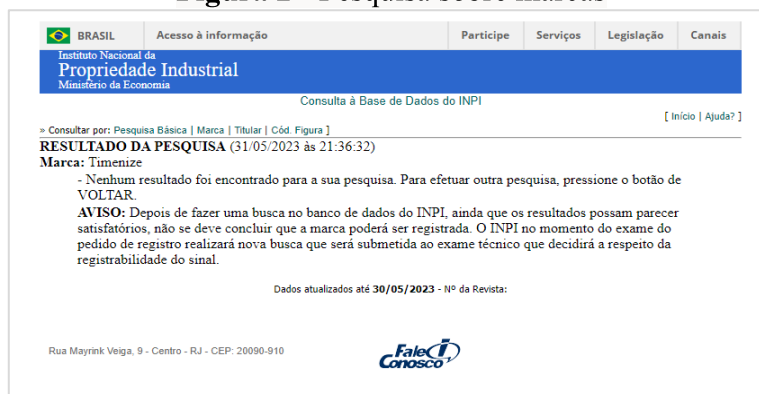 BRASIL Acesso à informação Participe Serviços Legislação Canais
Instituto Nacional da
Propriedade Industrial
Ministério da Economia
Consulta à Base de Dados do INPI
[ Início | Ajuda? ]
» Consultar por: Pesquisa Básica | Marca | Titular | Cód. Figura ]
RESULTADO DA PESQUISA (31/05/2023 às 21:36:32)
Marca: Timenize
- Nenhum resultado foi encontrado para a sua pesquisa. Para efetuar outra pesquisa, pressione o botão de
VOLTAR.
AVISO: Depois de fazer uma busca no banco de dados do INPI, ainda que os resultados possam parecer
satisfatórios, não se deve concluir que a marca poderá ser registrada. O INPI no momento do exame do
pedido de registro realizará nova busca que será submetida ao exame técnico que decidirá a respeito da
registrabilidade do sinal.
Dados atualizados até 30/05/2023 - Nº da Revista:
Rua Mayrink Veiga, 9 - Centro - RJ - CEP: 20090-910
Fale
Conosco